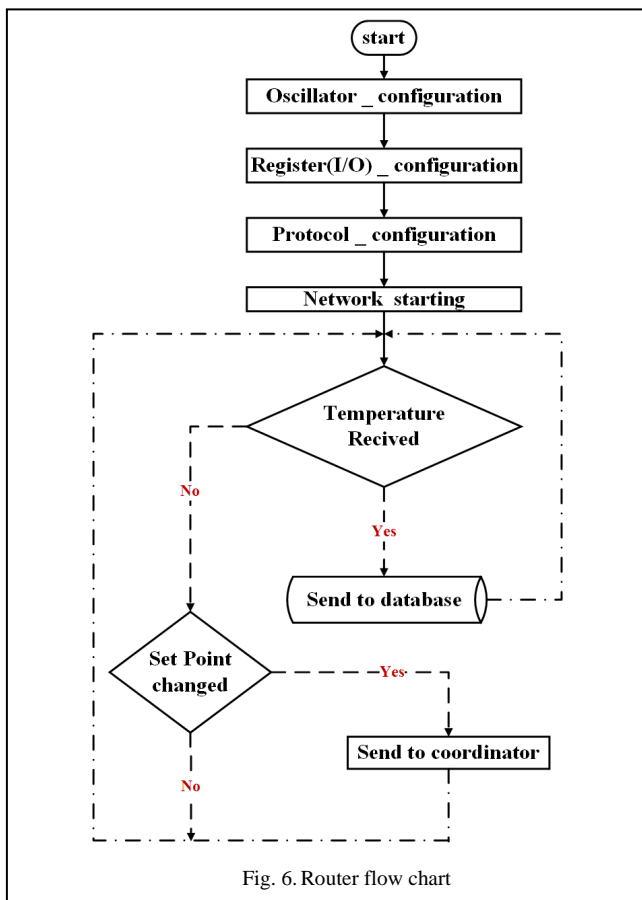 start
Oscillator _ configuration
Register(I/O) _ configuration
Protocol _ configuration
Network starting
Temperature
Recived
No
Yes
Send to database
Set Point
changed
Yes
Send to coordinator
No
Fig. 6. Router flow chart